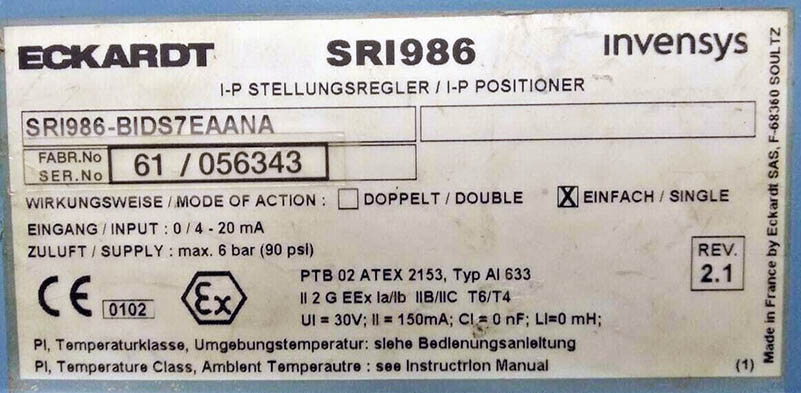 ECKARDT SRI986 invensys
I-P STELLUNGSREGLER / I-P POSITIONER
SRI986-BIDS7EAANA
FABR.No
SER.No 61 / 056343
WIRKUNGSWEISE / MODE OF ACTION : DOPPELT / DOUBLE X EINFACH / SINGLE
EINGANG / INPUT : 0 / 4 - 20 mA
ZULUFT / SUPPLY : max. 6 bar (90 psI)
REV.
2.1
CE 0102 Ex
PTB 02 ATEX 2153, Typ AI 633
II 2 G EEx Ia/Ib IIB/IIC T6/T4
UI = 30V; II = 150mA; CI = 0 nF; LI=0 mH;
PI, Temperaturklasse, Umgebungstemperatur: slehe Bedlenungsanleltung
PI, Temperature Class, Ambient Temperautre : see Instructrlon Manual (1)
Made in France by Eckardt SAS, F-68360 SOULTZ